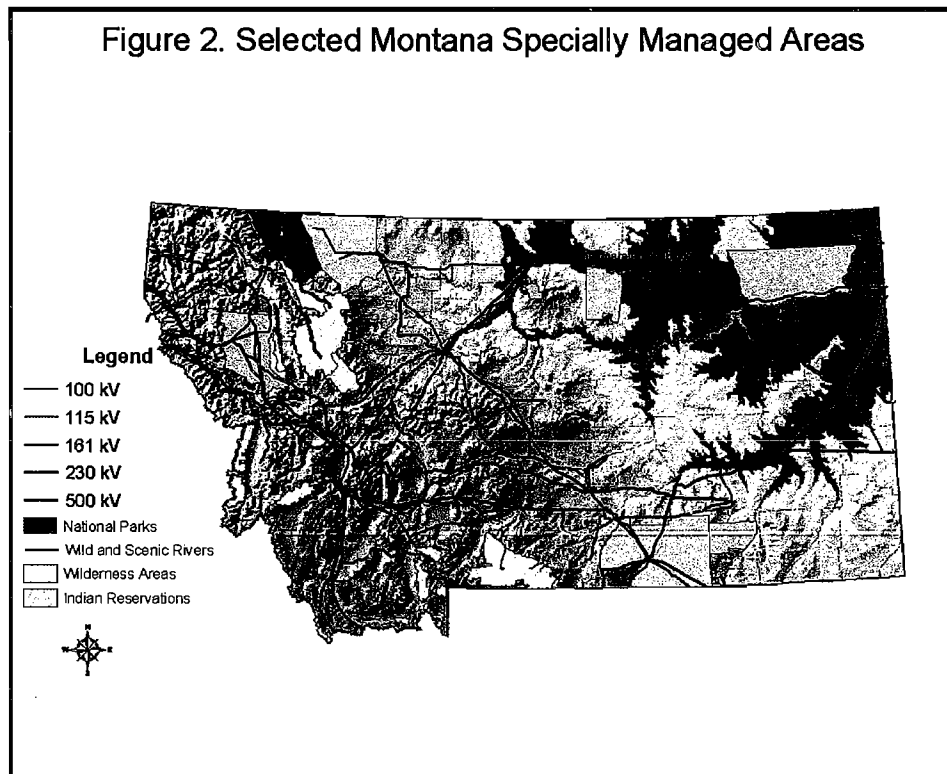 Figure 2. Selected Montana Specially Managed Areas
Legend
100 kV
115 kV
161 kV
230 kV
500 kV
National Parks
Wild and Scenic Rivers
Wilderness Areas
Indian Reservations
N
W
E
S